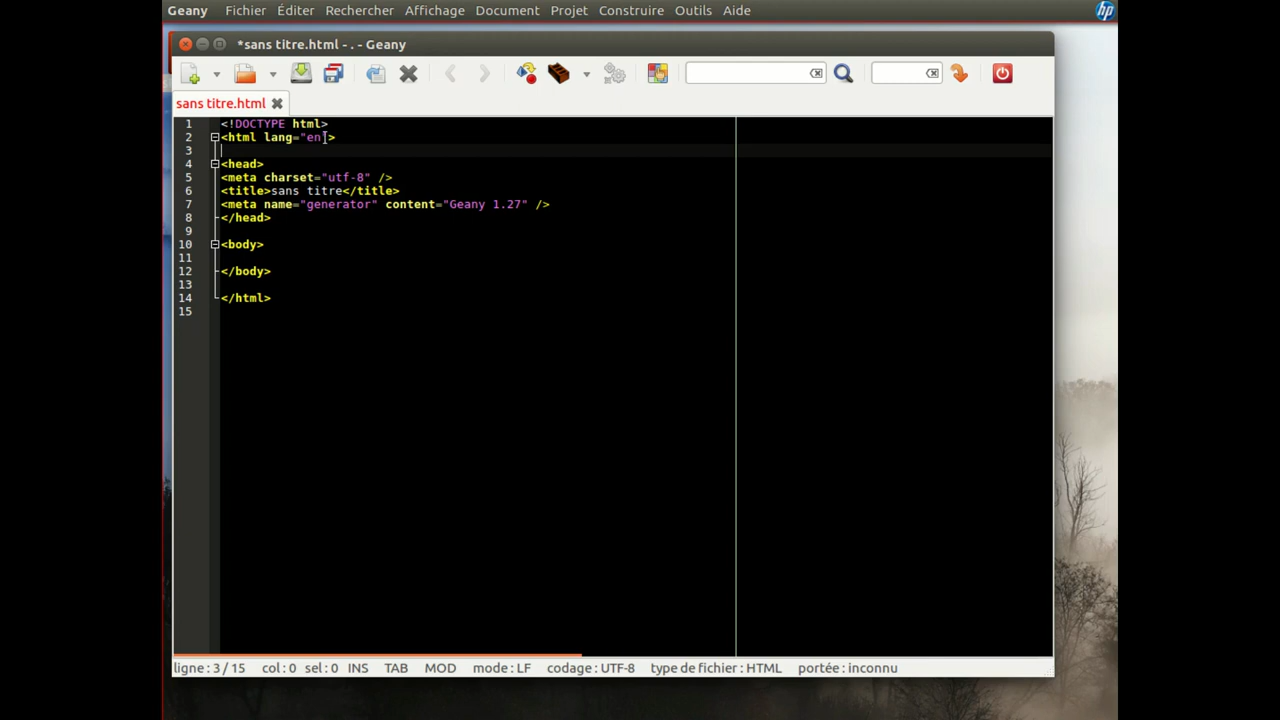 Geany Fichier Éditer Rechercher Affichage Document Projet Construire Outils Aide
hp
*sans titre.html - . - Geany
sans titre.html
1 <!DOCTYPE html>
2 <html lang="en">
3
4 <head>
5 <meta charset="utf-8" />
6 <title>sans titre</title>
7 <meta name="generator" content="Geany 1.27" />
8 </head>
9
10 <body>
11
12 </body>
13
14 </html>
15
ligne : 3 / 15 col : 0 sel : 0 INS TAB MOD mode : LF codage : UTF-8 type de fichier : HTML portée : inconnu